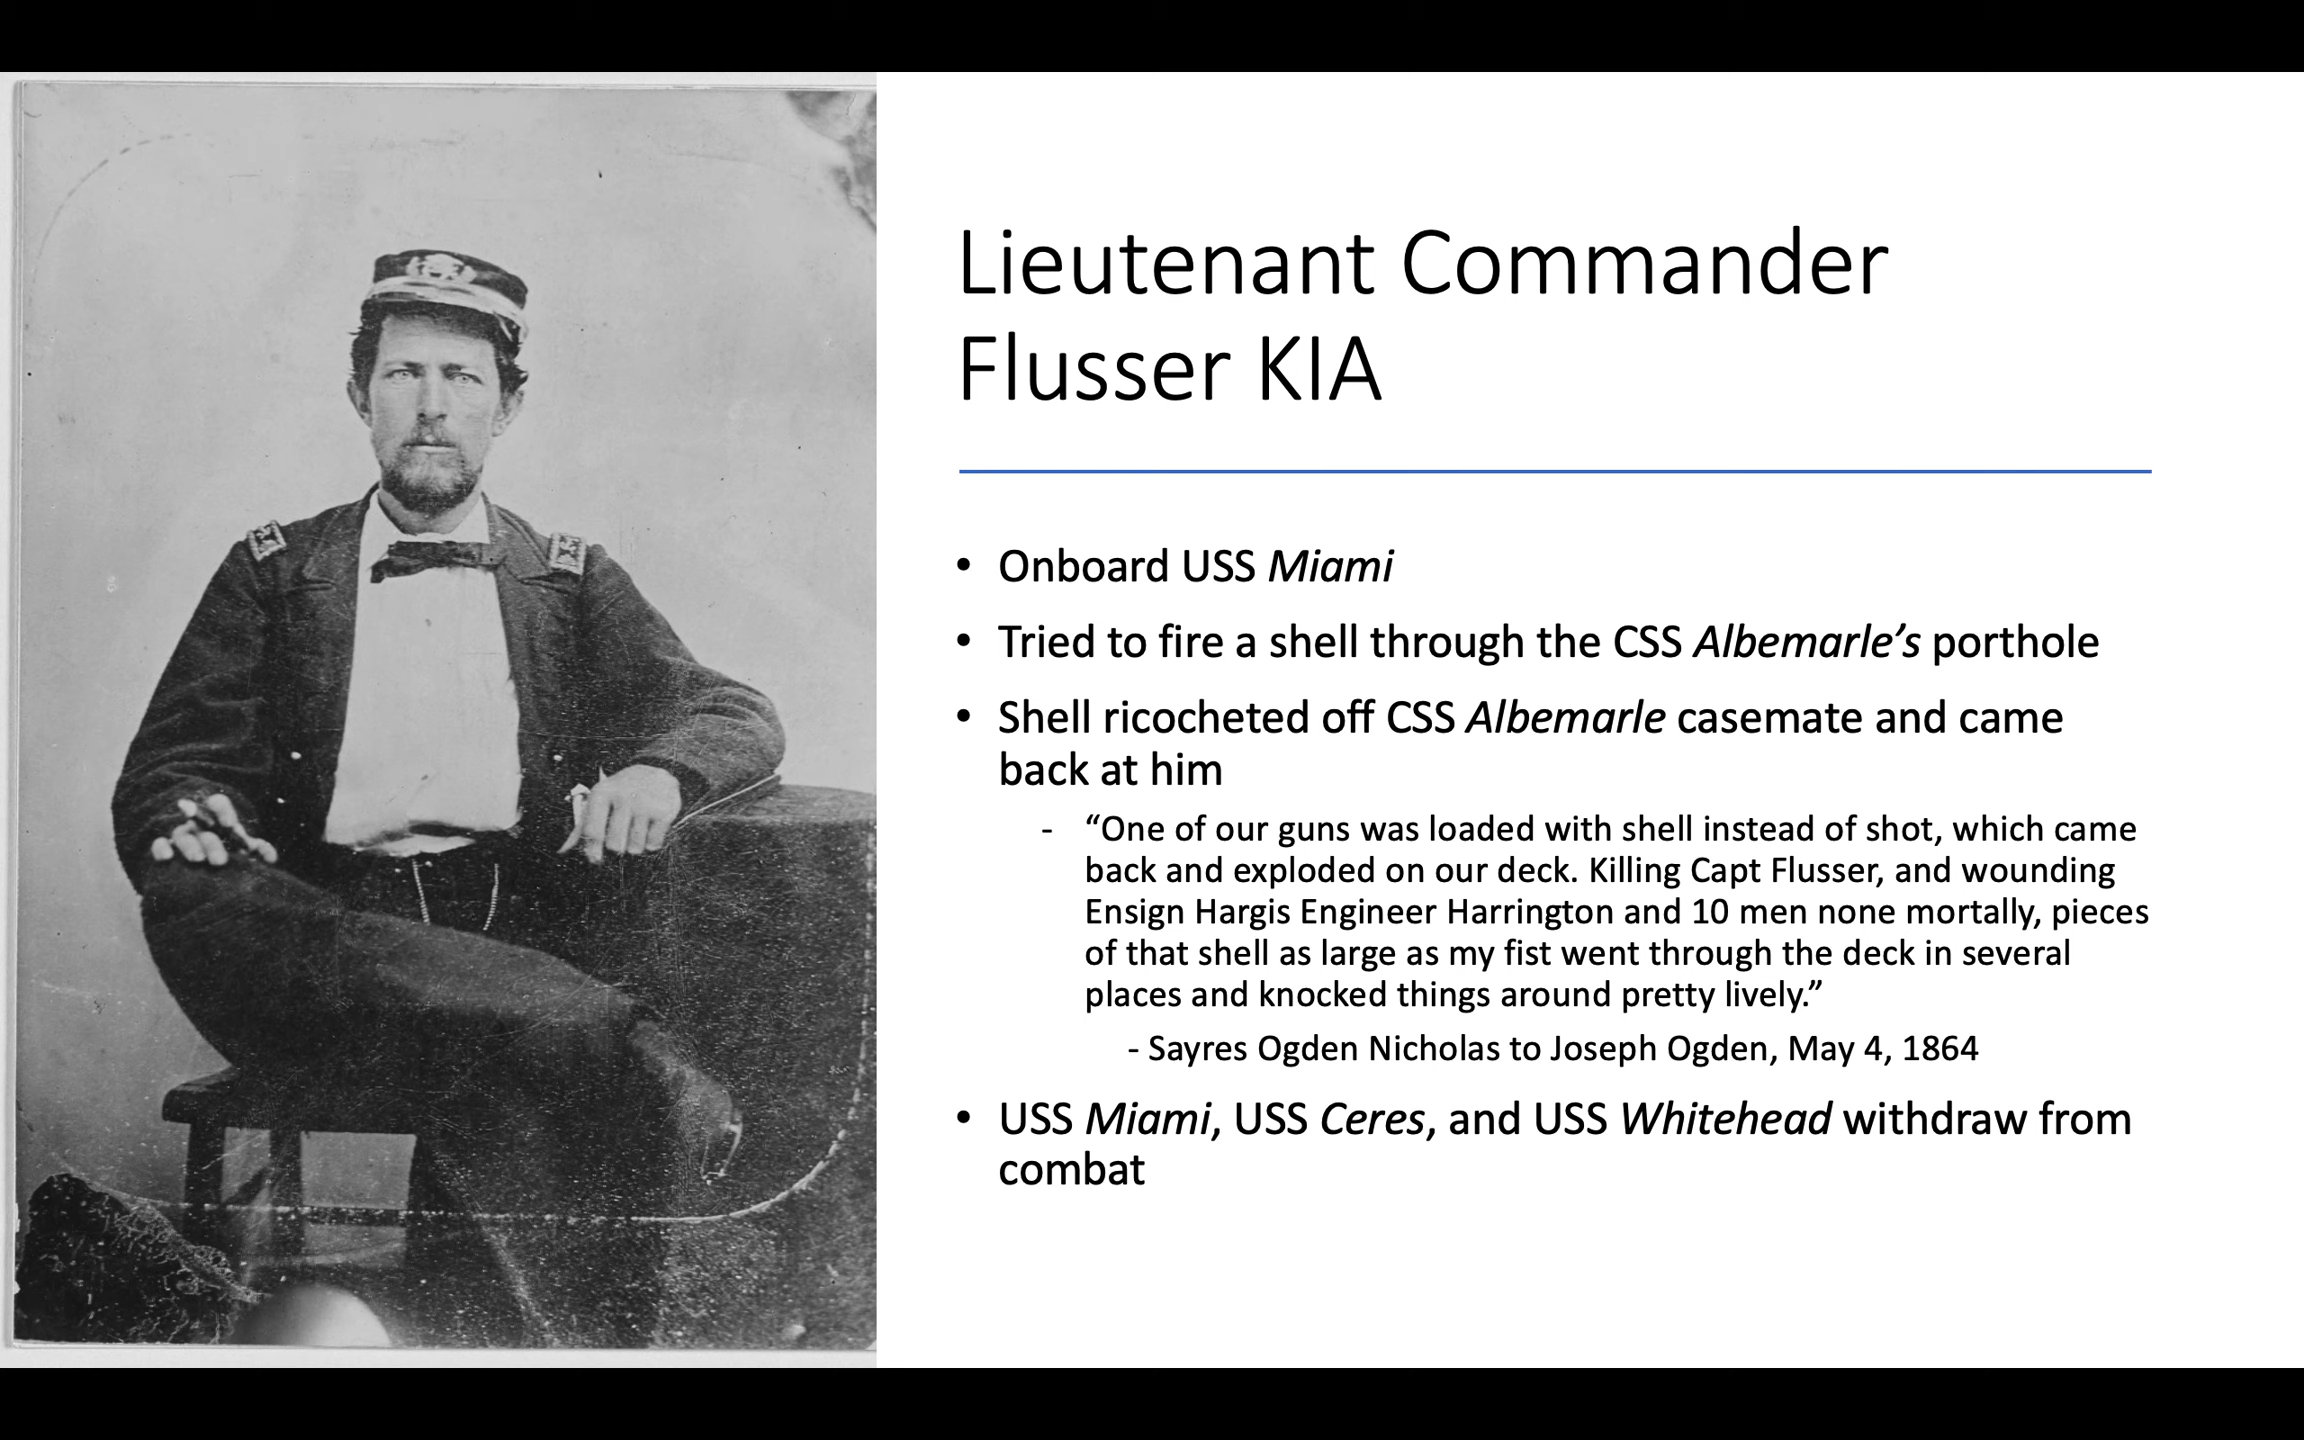 Lieutenant Commander
Flusser KIA
• Onboard USS Miami
• Tried to fire a shell through the CSS Albemarle’s porthole
• Shell ricocheted off CSS Albemarle casemate and came
back at him
- “One of our guns was loaded with shell instead of shot, which came
back and exploded on our deck. Killing Capt Flusser, and wounding
Ensign Hargis Engineer Harrington and 10 men none mortally, pieces
of that shell as large as my fist went through the deck in several
places and knocked things around pretty lively.”
- Sayres Ogden Nicholas to Joseph Ogden, May 4, 1864
• USS Miami, USS Ceres, and USS Whitehead withdraw from
combat